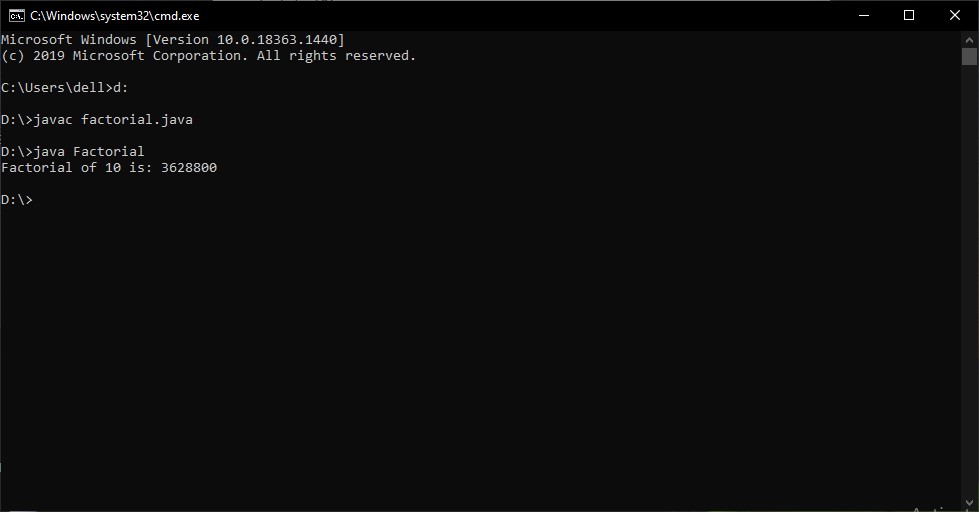 C:\Windows\system32\cmd.exe
Microsoft Windows [Version 10.0.18363.1440]
(c) 2019 Microsoft Corporation. All rights reserved.
C:\Users\dell>d:
D:\>javac factorial.java
D:\>java Factorial
Factorial of 10 is: 3628800
D:\>